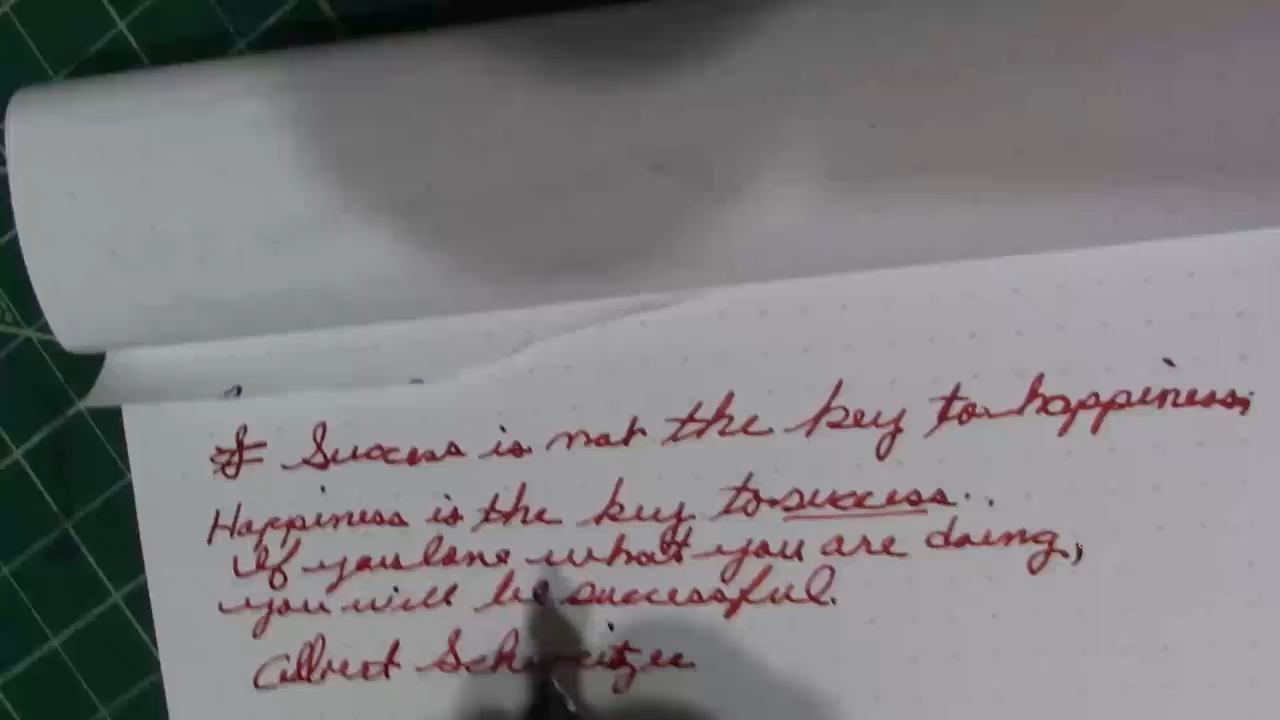 Success is not the key to happiness,
Happiness is the key to success..
If you love what you are doing,
you will be successful.
Albert Schweitzer